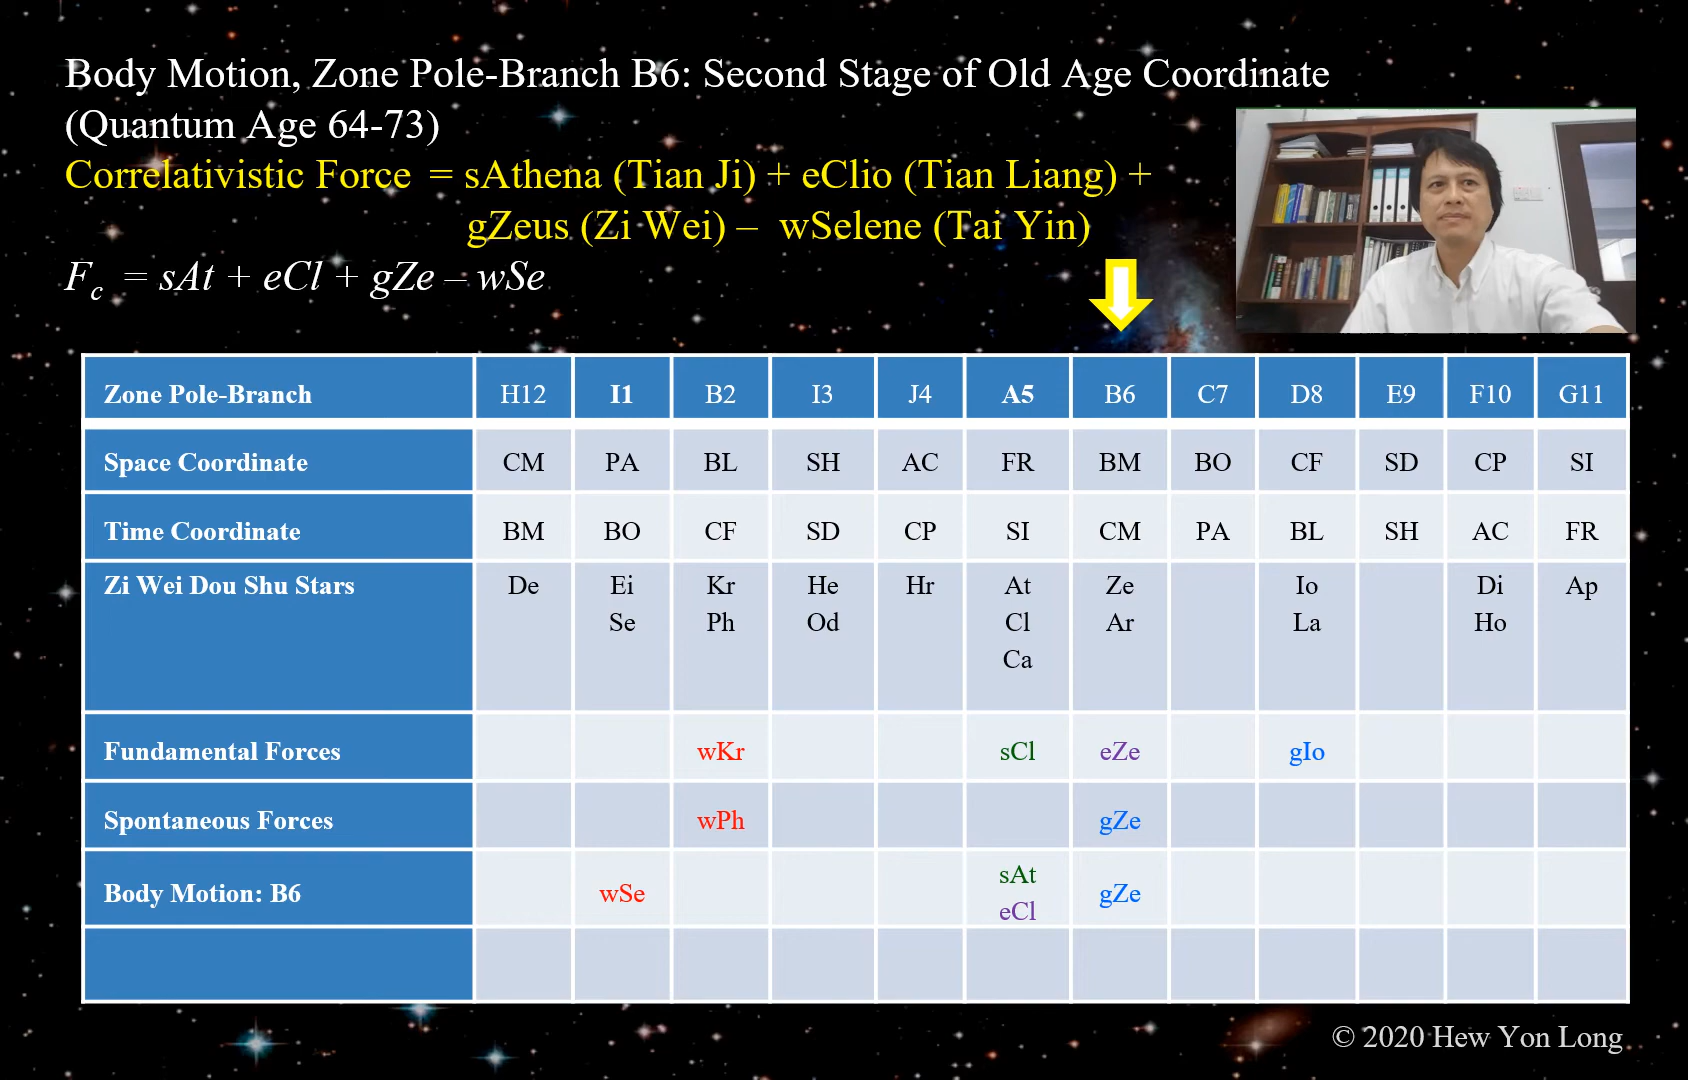 Body Motion, Zone Pole-Branch B6: Second Stage of Old Age Coordinate
(Quantum Age 64-73)
Correlativistic Force = sAthena (Tian Ji) + eClio (Tian Liang) +
gZeus (Zi Wei) – wSelene (Tai Yin)
Fc = sAt + eCl + gZe – wSe
Zone Pole-Branch H12 I1 B2 I3 J4 A5 B6 C7 D8 E9 F10 G11
Space Coordinate CM PA BL SH AC FR BM BO CF SD CP SI
Time Coordinate BM BO CF SD CP SI CM PA BL SH AC FR
Zi Wei Dou Shu Stars De Ei Kr He Hr At Ze Io Di Ap
Se Ph Od Cl Ar La Ho
Ca
Fundamental Forces wKr sCl eZe gIo
Spontaneous Forces wPh gZe
Body Motion: B6 wSe sAt gZe
eCl
© 2020 Hew Yon Long